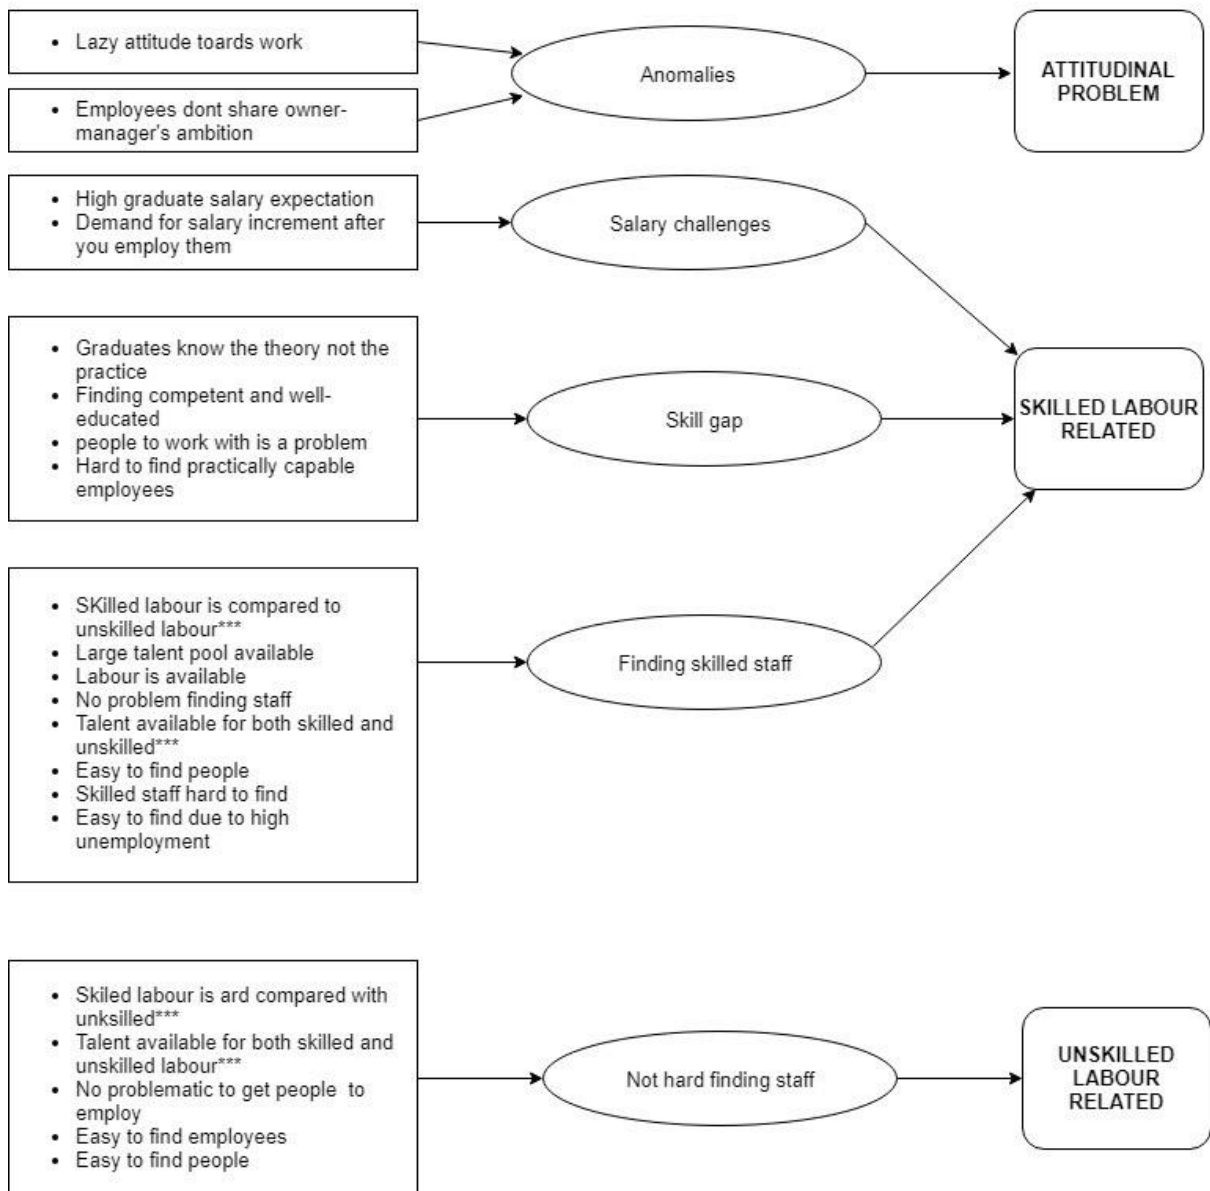 • Lazy attitude toards work
Anomalies
ATTITUDINAL
PROBLEM
• Employees dont share owner-
manager's ambition
• High graduate salary expectation
• Demand for salary increment after
you employ them
Salary challenges
• Graduates know the theory not the
practice
• Finding competent and well-
educated
• people to work with is a problem
• Hard to find practically capable
employees
Skill gap
SKILLED LABOUR
RELATED
• SKilled labour is compared to
unskilled labour***
• Large talent pool available
• Labour is available
• No problem finding staff
• Talent available for both skilled and
unskilled***
• Easy to find people
• Skilled staff hard to find
• Easy to find due to high
unemployment
Finding skilled staff
• Skiled labour is ard compared with
unksilled***
• Talent available for both skilled and
unskilled labour***
• No problematic to get people to
employ
• Easy to find employees
• Easy to find people
Not hard finding staff
UNSKILLED
LABOUR
RELATED